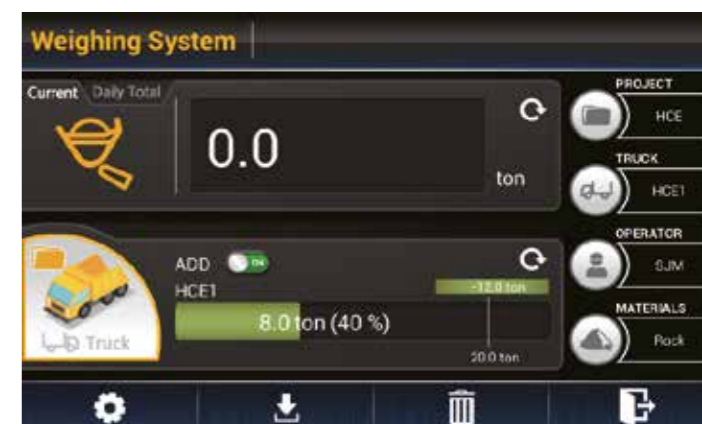 Weighing System
Current Daily Total
0.0
ton
ADD ON
HCE1
-12.0 ton
8.0 ton (40 %)
20.0 ton
Truck
PROJECT
HCE
TRUCK
HCE1
OPERATOR
SJM
MATERIALS
Rock